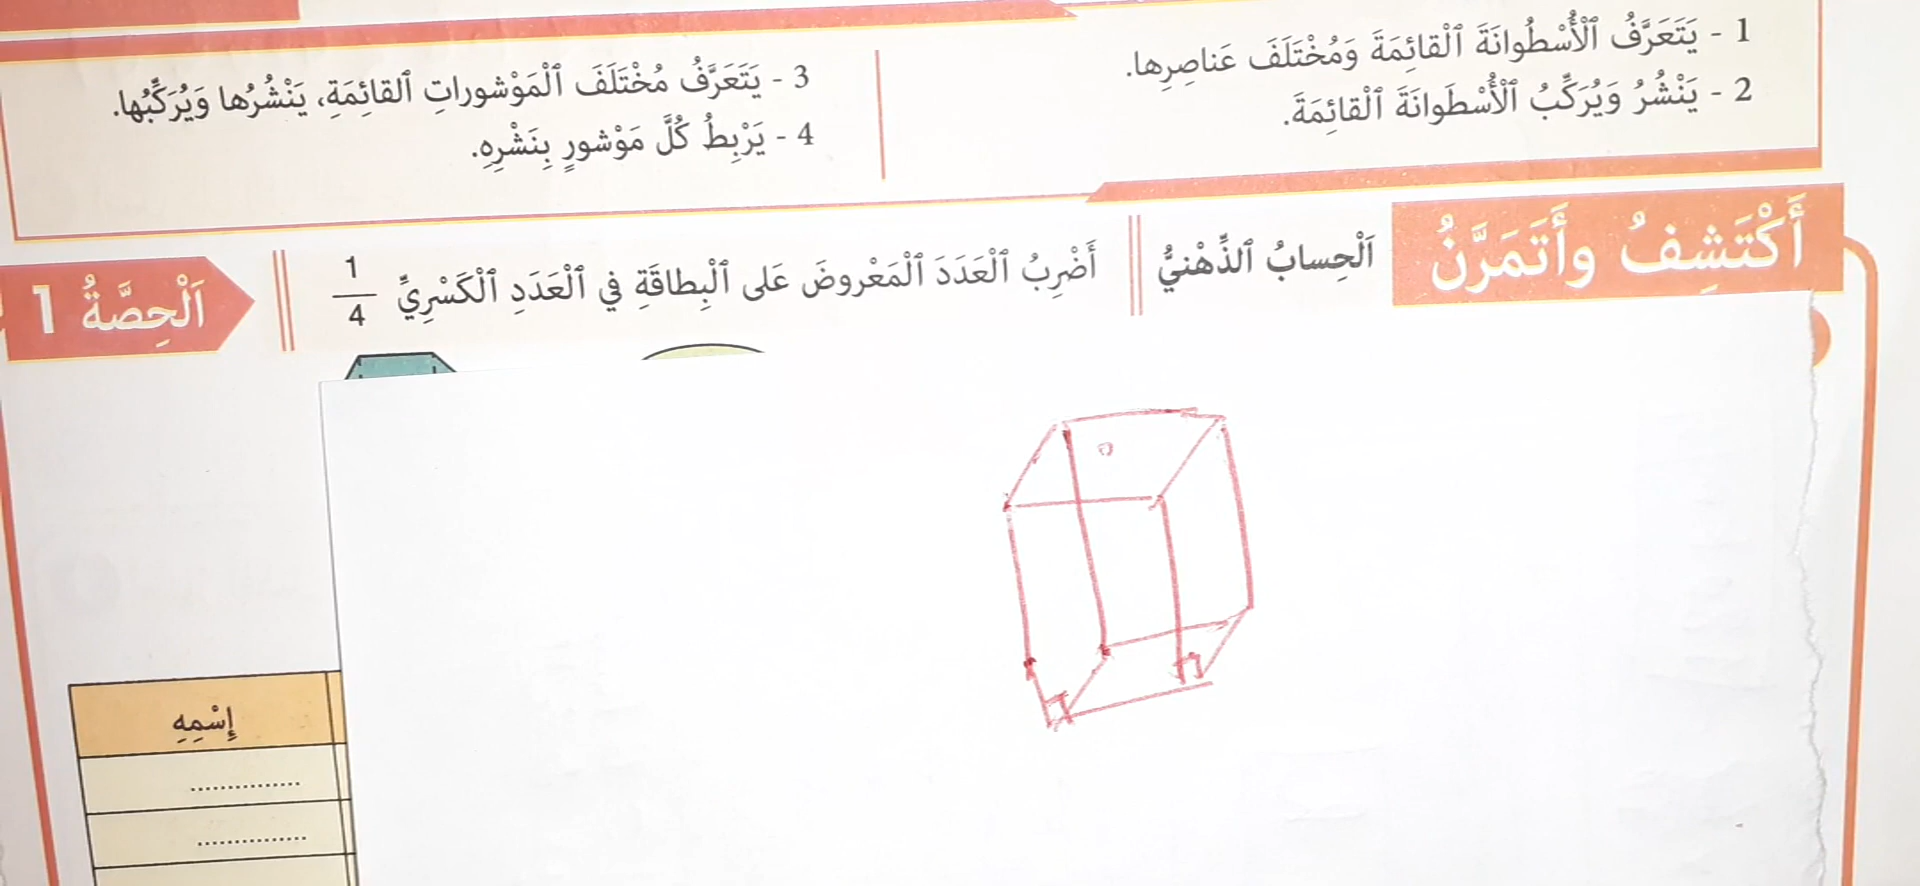 1 - يَتَعَرَّفُ ٱلْأُسْطُوانَةَ ٱلْقائِمَةَ وَمُخْتَلَفَ عَناصِرِها.
2 - يَنْشُرُ وَيُرَكِّبُ ٱلْأُسْطُوانَةَ ٱلْقائِمَةَ.
3 - يَتَعَرَّفُ مُخْتَلَفَ ٱلْمَوْشوراتِ ٱلقائِمَةِ، يَنْشُرُها وَيُرَكِّبُها.
4 - يَرْبِطُ كُلَّ مَوْشورٍ بِنَشْرِهِ.
أَكْتَشِفُ وأَتَمَرَّنُ
اَلْحِسابُ ٱلذِّهْنيُّ
أَضْرِبُ ٱلْعَدَدَ ٱلْمَعْروضَ عَلى ٱلْبِطاقَةِ في ٱلْعَدَدِ ٱلْكَسْرِيِّ 1/4
اَلْحِصَّةُ 1
إِسْمِهِ
...............
...............